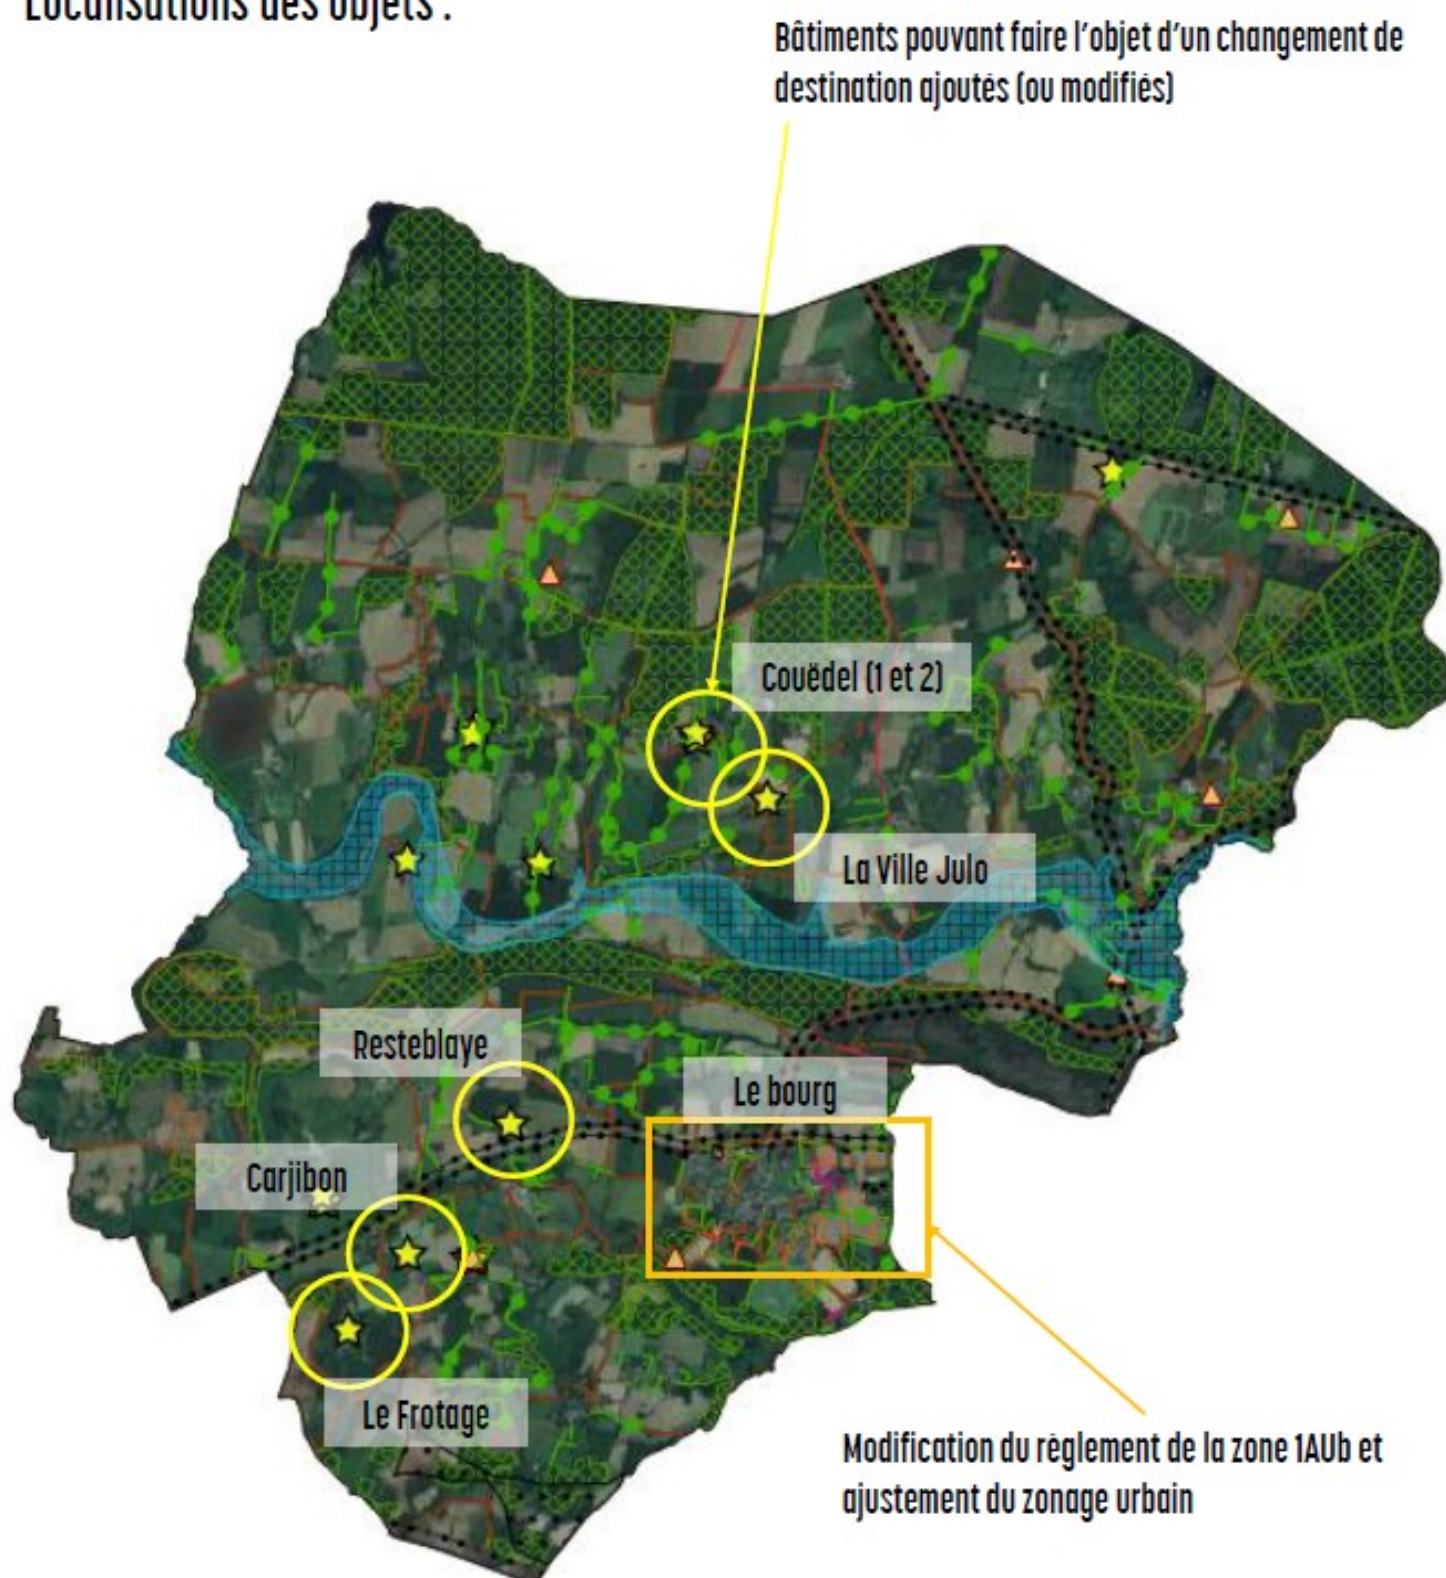 Localisations des objets :
Bâtiments pouvant faire l'objet d'un changement de
destination ajoutés (ou modifiés)
Couëdel (1 et 2)
La Ville Julo
Resteblaye
Le bourg
Carjibon
Le Frotage
Modification du règlement de la zone 1AUb et
ajustement du zonage urbain